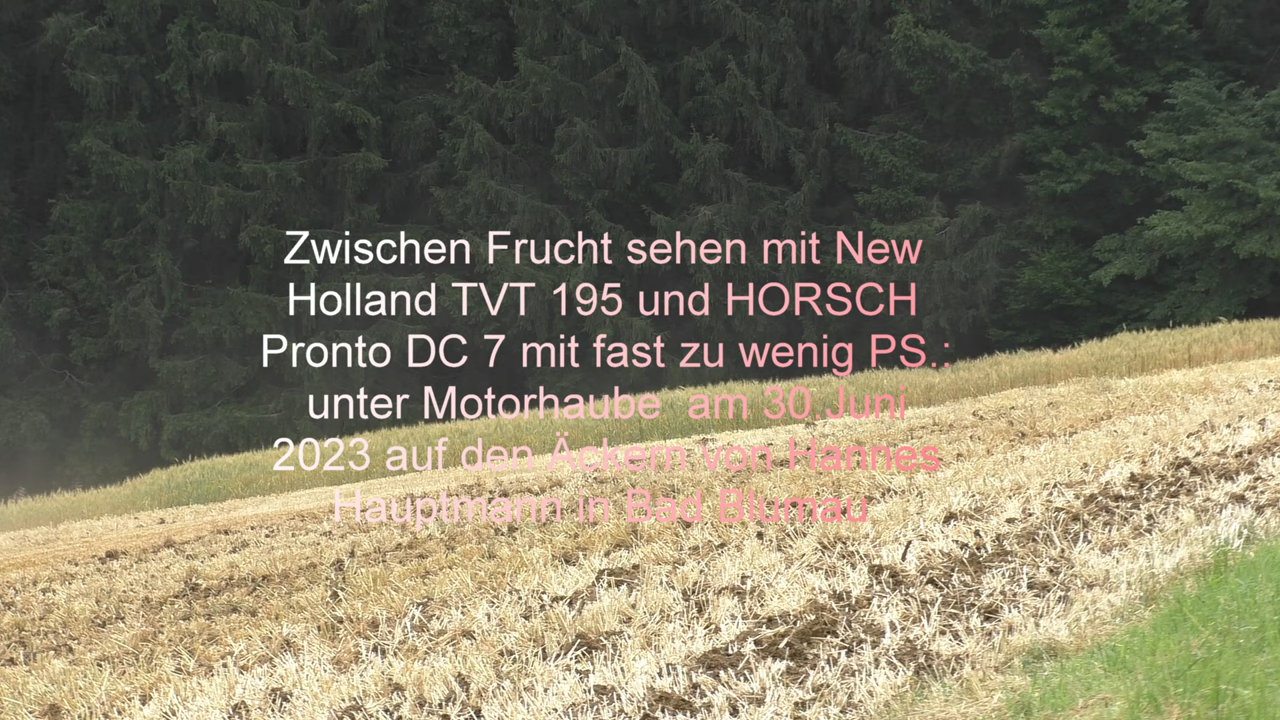 Zwischen Frucht sehen mit New
Holland TVT 195 und HORSCH
Pronto DC 7 mit fast zu wenig PS.:
unter Motorhaube  am 30.Juni
2023 auf den Äckern von Hannes
Hauptmann in Bad Blumau